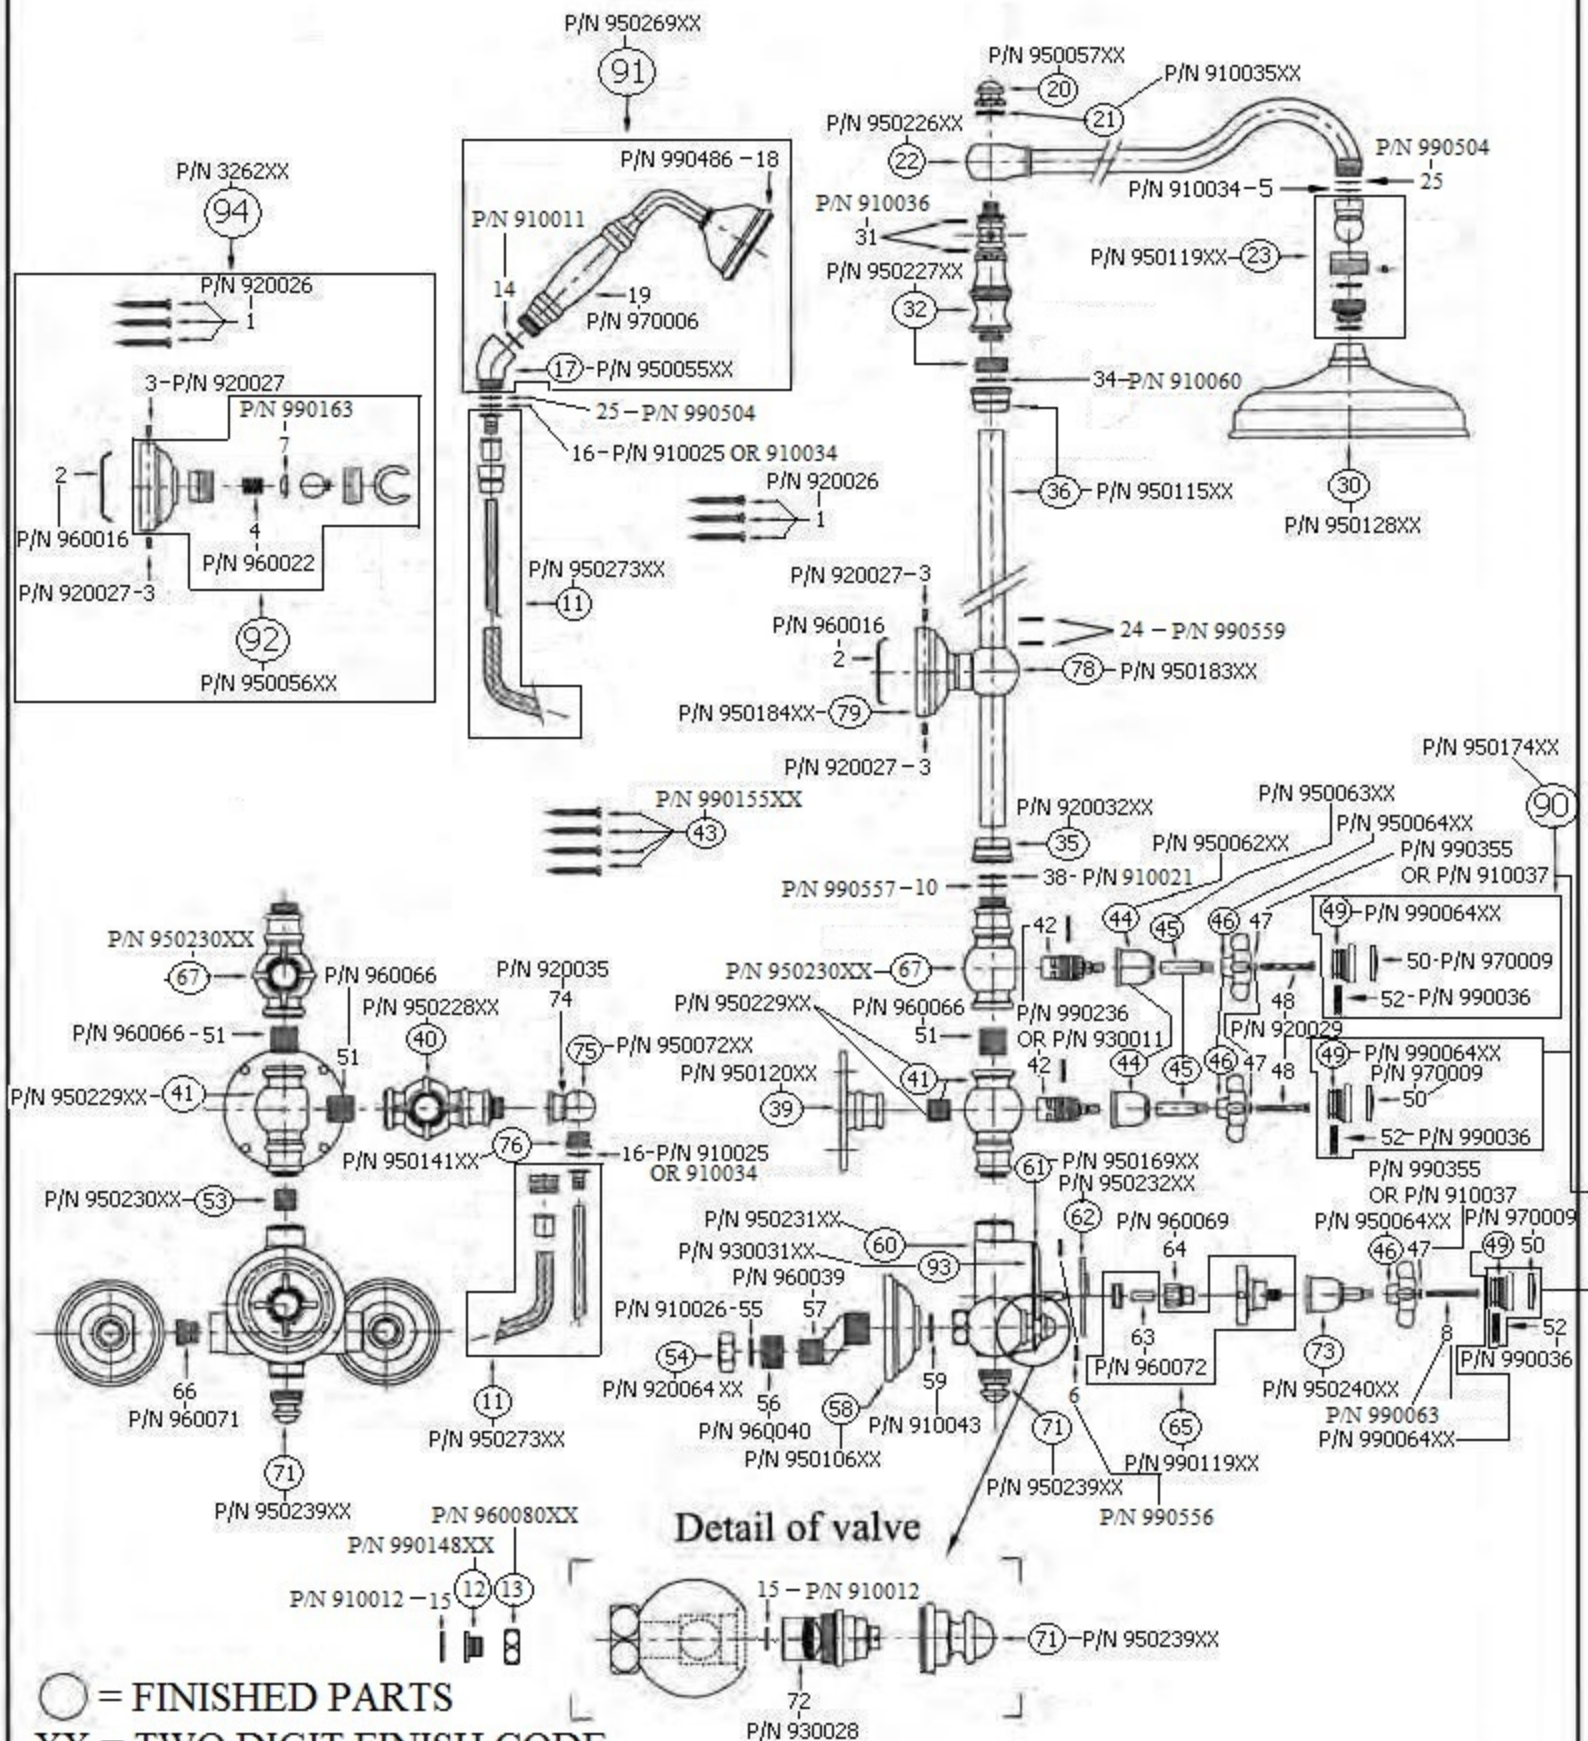 P/N 950269XX
91
P/N 990486 - 18
P/N 910011
14
19
P/N 970006
17 - P/N 950055XX
25 - P/N 990504
16 - P/N 910025 OR 910034
P/N 950273XX
11
P/N 3262XX
94
P/N 920026
1
3 - P/N 920027
P/N 990163
7
2
P/N 960016
4
P/N 960022
P/N 920027 - 3
92
P/N 950056XX
P/N 950057XX
20
P/N 910035XX
21
P/N 950226XX
22
P/N 990504
25
P/N 910034 - 5
P/N 910036
31
P/N 950119XX - 23
P/N 950227XX
32
34 - P/N 910060
36 - P/N 950115XX
30
P/N 950128XX
P/N 920026
1
P/N 920027 - 3
P/N 960016
2
24 - P/N 990559
78 - P/N 950183XX
P/N 950184XX - 79
P/N 920027 - 3
P/N 990155XX
43
P/N 920032XX
35
P/N 990557 - 10
38 - P/N 910021
P/N 950174XX
90
P/N 950063XX
P/N 950064XX
P/N 950062XX
P/N 990355
OR P/N 910037
42
44
45
46
47
49 - P/N 990064XX
50 - P/N 970009
52 - P/N 990036
48
P/N 920029
P/N 950230XX - 67
P/N 950229XX
P/N 960066
51
P/N 990236
OR P/N 930011
42
44
45
46
47
48
49 - P/N 990064XX
P/N 970009
50
52 - P/N 990036
41
P/N 950120XX
39
P/N 950230XX
67
P/N 960066
51
P/N 960066 - 51
P/N 950228XX
40
P/N 920035
74
75 - P/N 950072XX
P/N 950229XX - 41
P/N 950141XX - 76
16 - P/N 910025
OR 910034
P/N 950230XX - 53
66
P/N 960071
71
P/N 950239XX
11
P/N 950273XX
61 - P/N 950169XX
P/N 950232XX
62
P/N 950231XX
60
P/N 930031XX
93
P/N 960039
57
P/N 910026 - 55
54
P/N 920064 XX
56
P/N 960040
58
P/N 950106XX
59
P/N 910043
71
P/N 950239XX
6
P/N 990556
P/N 960069
64
63
P/N 960072
65
P/N 990119XX
P/N 990355
OR P/N 910037
P/N 950064XX
46
47
P/N 970009
49
50
52
P/N 990036
73
P/N 950240XX
8
P/N 990063
P/N 990064XX
Detail of valve
15 - P/N 910012
71 - P/N 950239XX
72
P/N 930028
P/N 960080XX
P/N 990148XX
P/N 910012 - 15
12
13
= FINISHED PARTS
XX = TWO DIGIT FINISH CODE